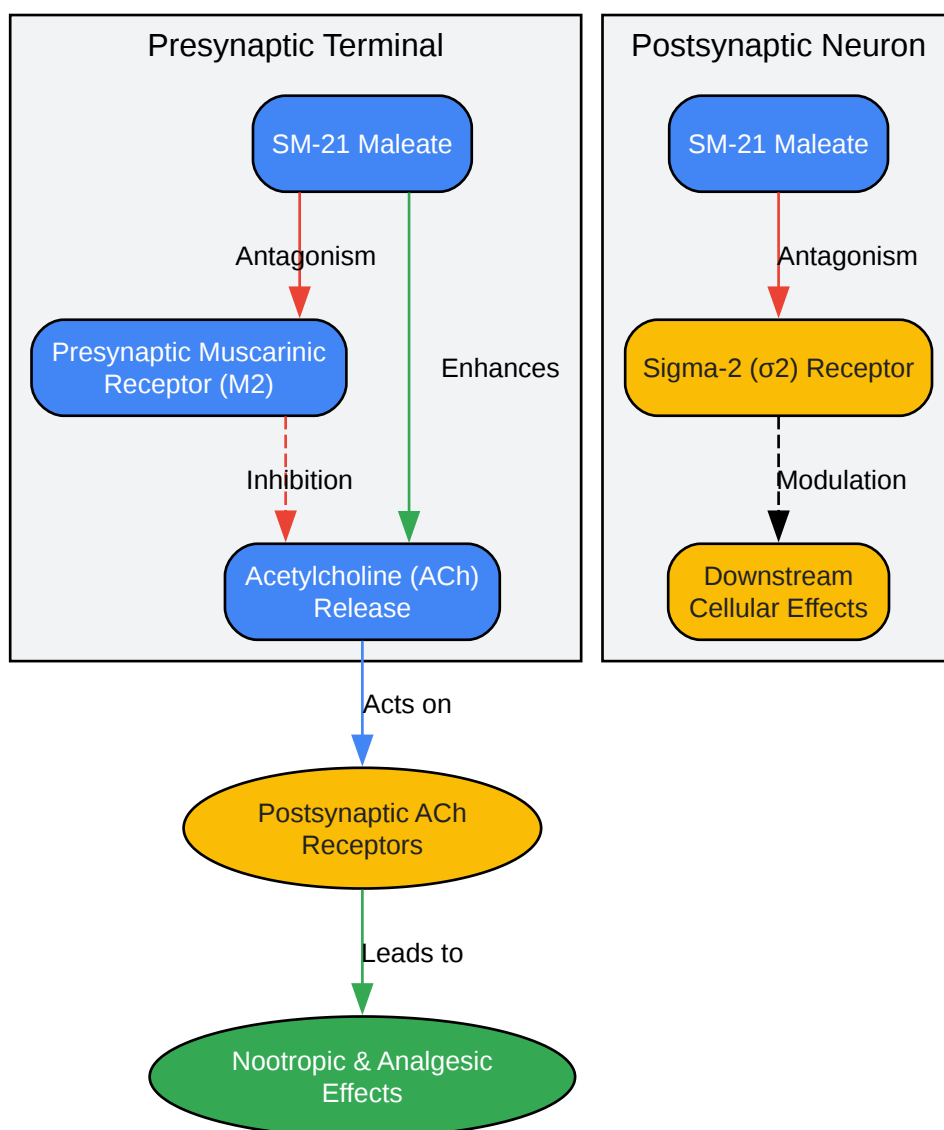 Presynaptic Terminal
SM-21 Maleate
Antagonism
Presynaptic Muscarinic
Receptor (M2)
Enhances
Inhibition
Acetylcholine (ACh)
Release
Acts on
Postsynaptic ACh
Receptors
Leads to
Nootropic & Analgesic
Effects
Postsynaptic Neuron
SM-21 Maleate
Antagonism
Sigma-2 (σ2) Receptor
Modulation
Downstream
Cellular Effects